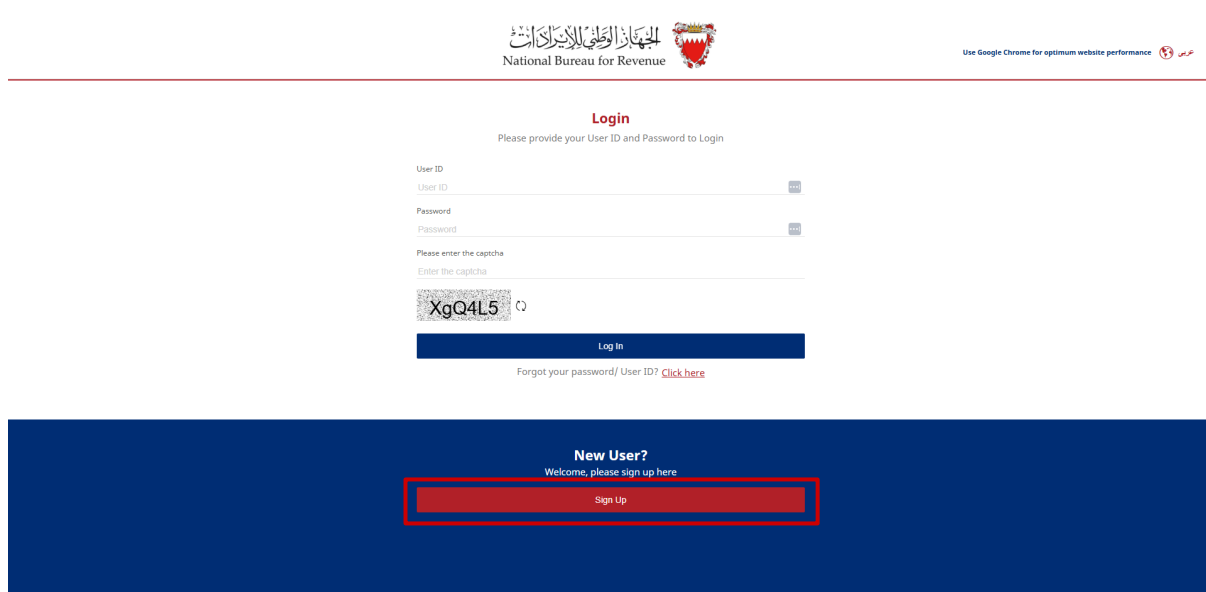 الجهاز الوطني للإيرادات
National Bureau for Revenue
Use Google Chrome for optimum website performance
عربي
Login
Please provide your User ID and Password to Login
User ID
User ID
Password
Password
Please enter the captcha
Enter the captcha
XgQ4L5
Log In
Forgot your password/ User ID? Click here
New User?
Welcome, please sign up here
Sign Up